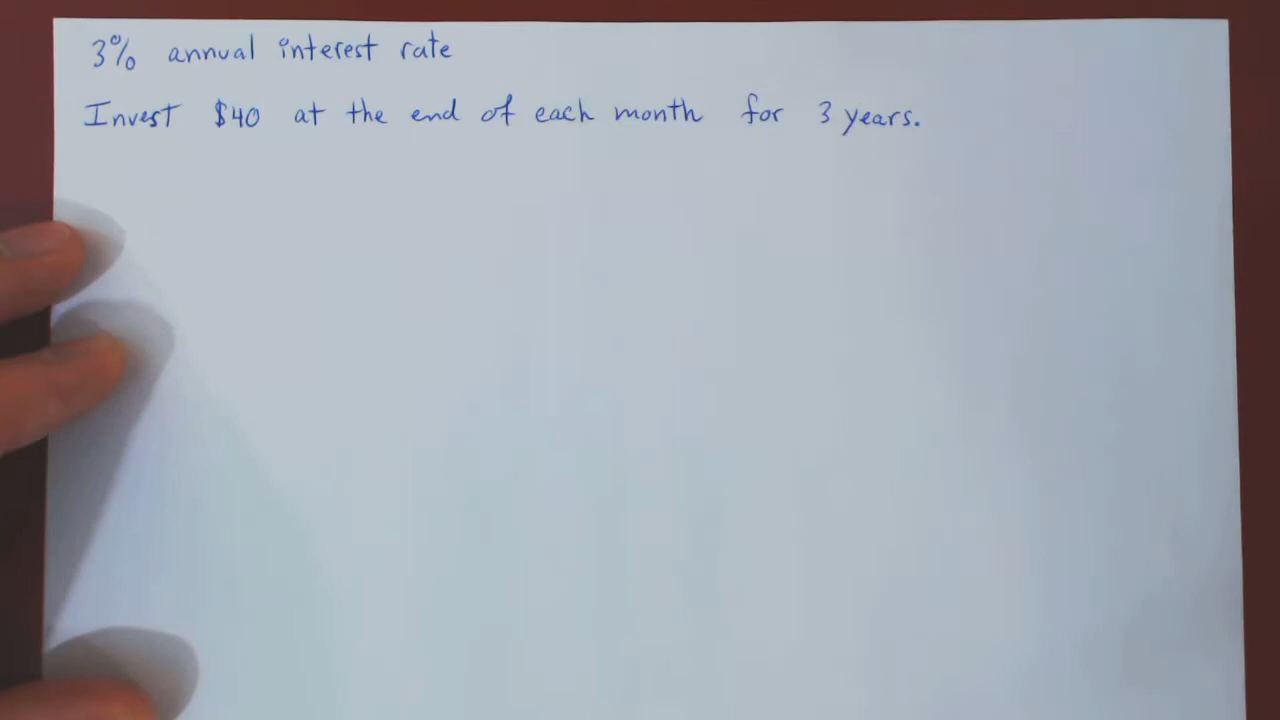 3% annual interest rate
Invest $40 at the end of each month for 3 years.